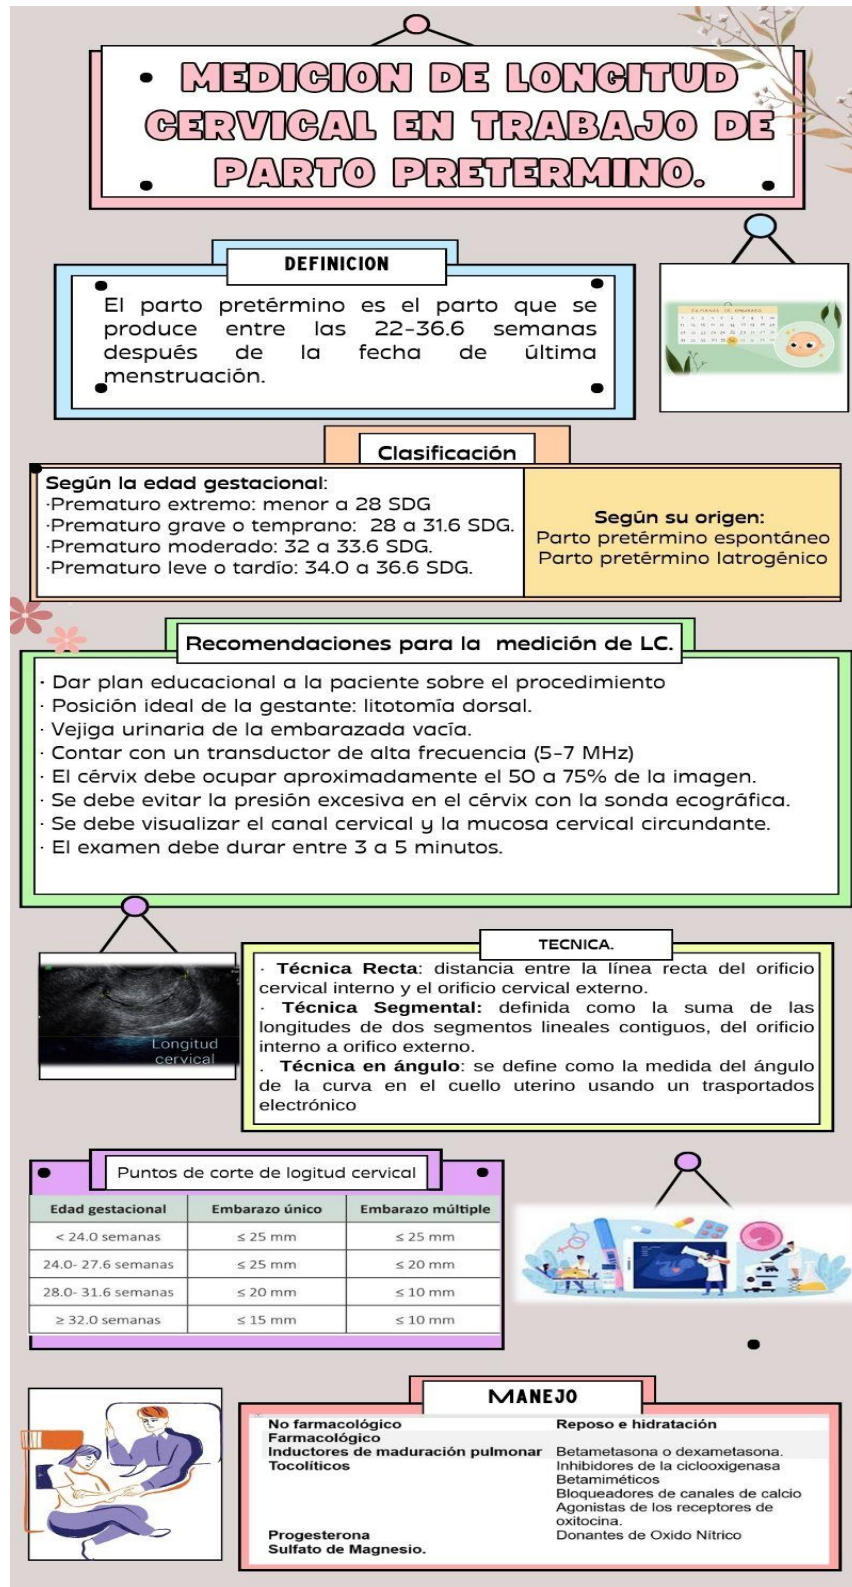 MEDICION DE LONGITUD
CERVICAL EN TRABAJO DE
PARTO PRETERMINO.
DEFINICION
El parto pretérmino es el parto que se
produce entre las 22-36.6 semanas
después de la fecha de última
menstruación.
SEMANAS DE EMBARAZO
Clasificación
Según la edad gestacional:
·Prematuro extremo: menor a 28 SDG
·Prematuro grave o temprano: 28 a 31.6 SDG.
·Prematuro moderado: 32 a 33.6 SDG.
·Prematuro leve o tardío: 34.0 a 36.6 SDG.
Según su origen:
Parto pretérmino espontáneo
Parto pretérmino Iatrogénico
Recomendaciones para la medición de LC.
· Dar plan educacional a la paciente sobre el procedimiento
· Posición ideal de la gestante: litotomía dorsal.
· Vejiga urinaria de la embarazada vacía.
· Contar con un transductor de alta frecuencia (5-7 MHz)
· El cérvix debe ocupar aproximadamente el 50 a 75% de la imagen.
· Se debe evitar la presión excesiva en el cérvix con la sonda ecográfica.
· Se debe visualizar el canal cervical y la mucosa cervical circundante.
· El examen debe durar entre 3 a 5 minutos.
Longitud
cervical
TECNICA.
· Técnica Recta: distancia entre la línea recta del orificio
cervical interno y el orificio cervical externo.
· Técnica Segmental: definida como la suma de las
longitudes de dos segmentos lineales contiguos, del orificio
interno a orifico externo.
. Técnica en ángulo: se define como la medida del ángulo
de la curva en el cuello uterino usando un trasportados
electrónico
Puntos de corte de logitud cervical
Edad gestacional Embarazo único Embarazo múltiple
< 24.0 semanas ≤ 25 mm ≤ 25 mm
24.0- 27.6 semanas ≤ 25 mm ≤ 20 mm
28.0- 31.6 semanas ≤ 20 mm ≤ 10 mm
≥ 32.0 semanas ≤ 15 mm ≤ 10 mm
MANEJO
No farmacológico Reposo e hidratación
Farmacológico
Inductores de maduración pulmonar Betametasona o dexametasona.
Tocolíticos Inhibidores de la ciclooxigenasa
Betamiméticos
Bloqueadores de canales de calcio
Agonistas de los receptores de
oxitocina.
Progesterona Donantes de Oxido Nítrico
Sulfato de Magnesio.